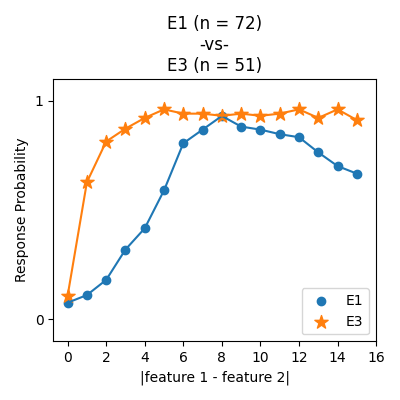 E1 (n = 72)
-vs-
E3 (n = 51)
Response Probability
1
0
0 2 4 6 8 10 12 14 16
|feature 1 - feature 2|
E1
E3